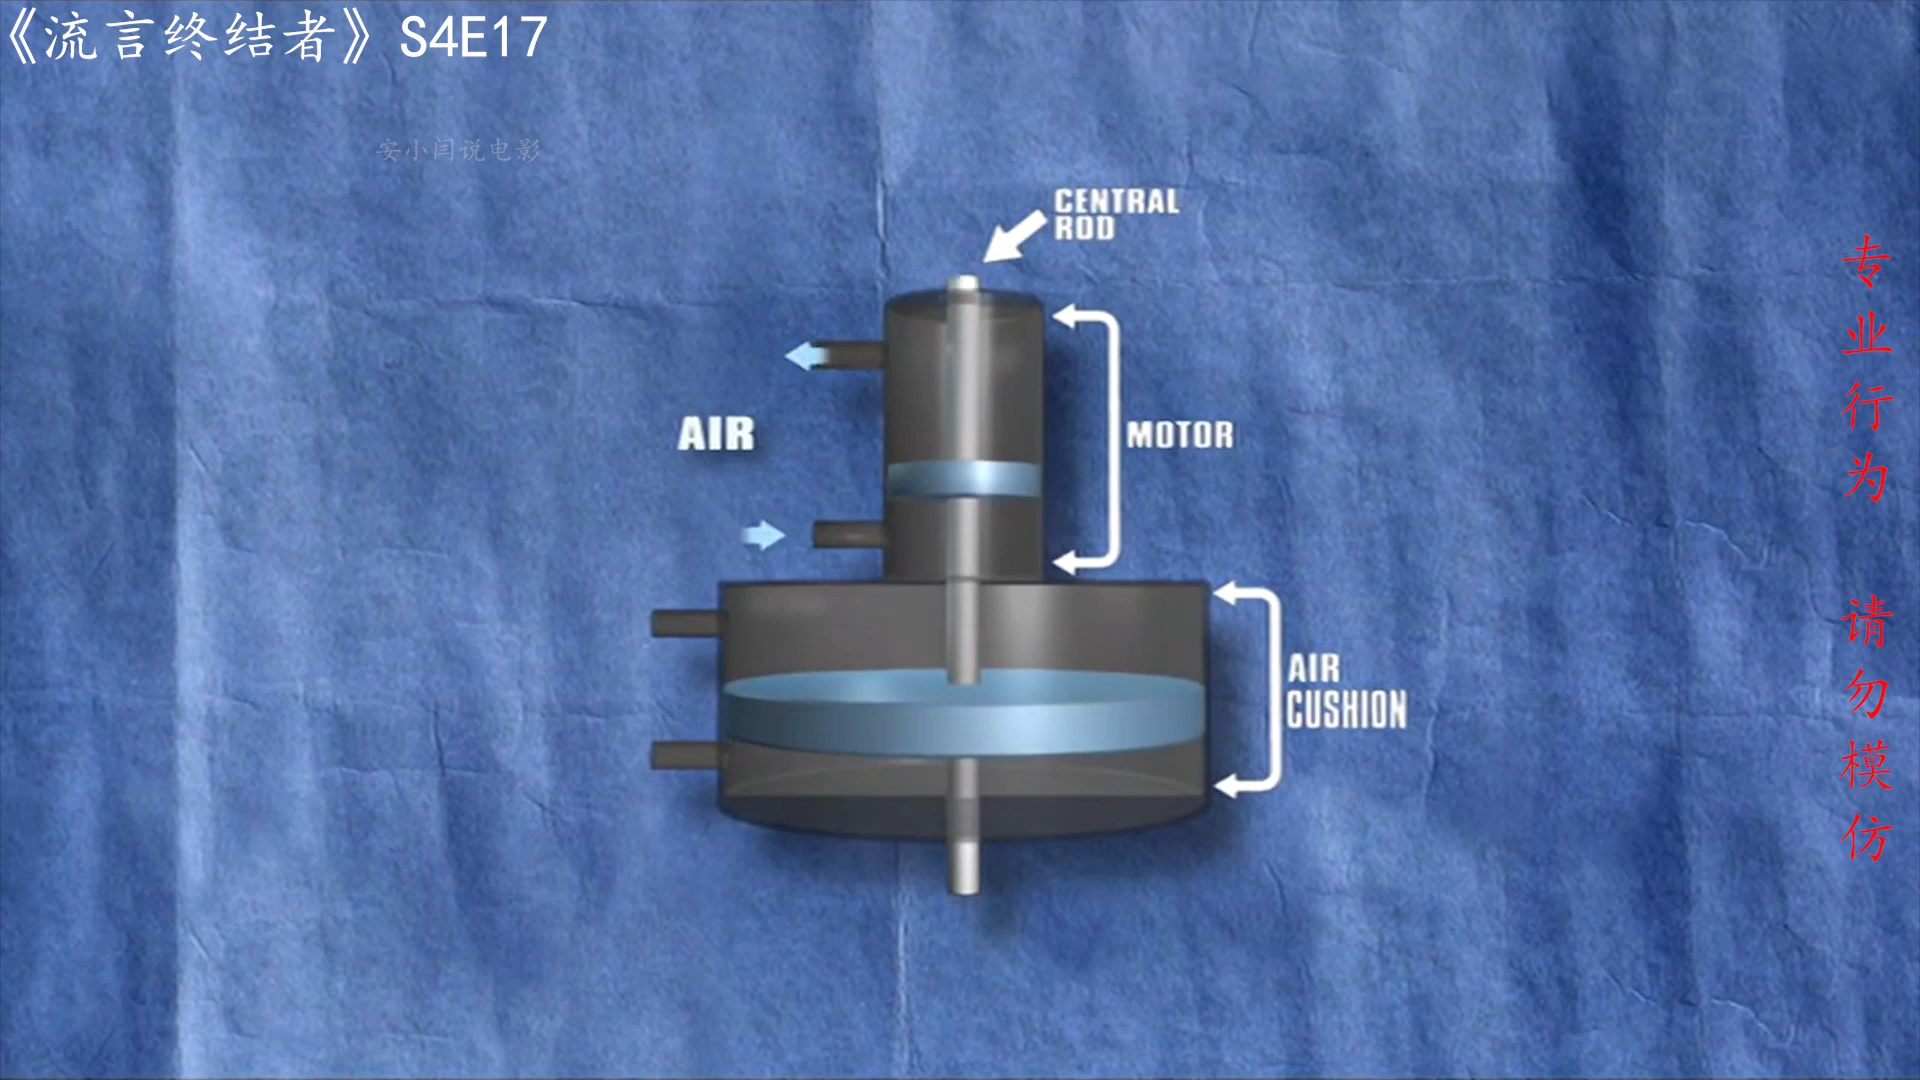 《流言终结者》S4E17
安小闫说电影
CENTRAL
ROD
AIR
MOTOR
AIR
CUSHION
专业行为 请勿模仿